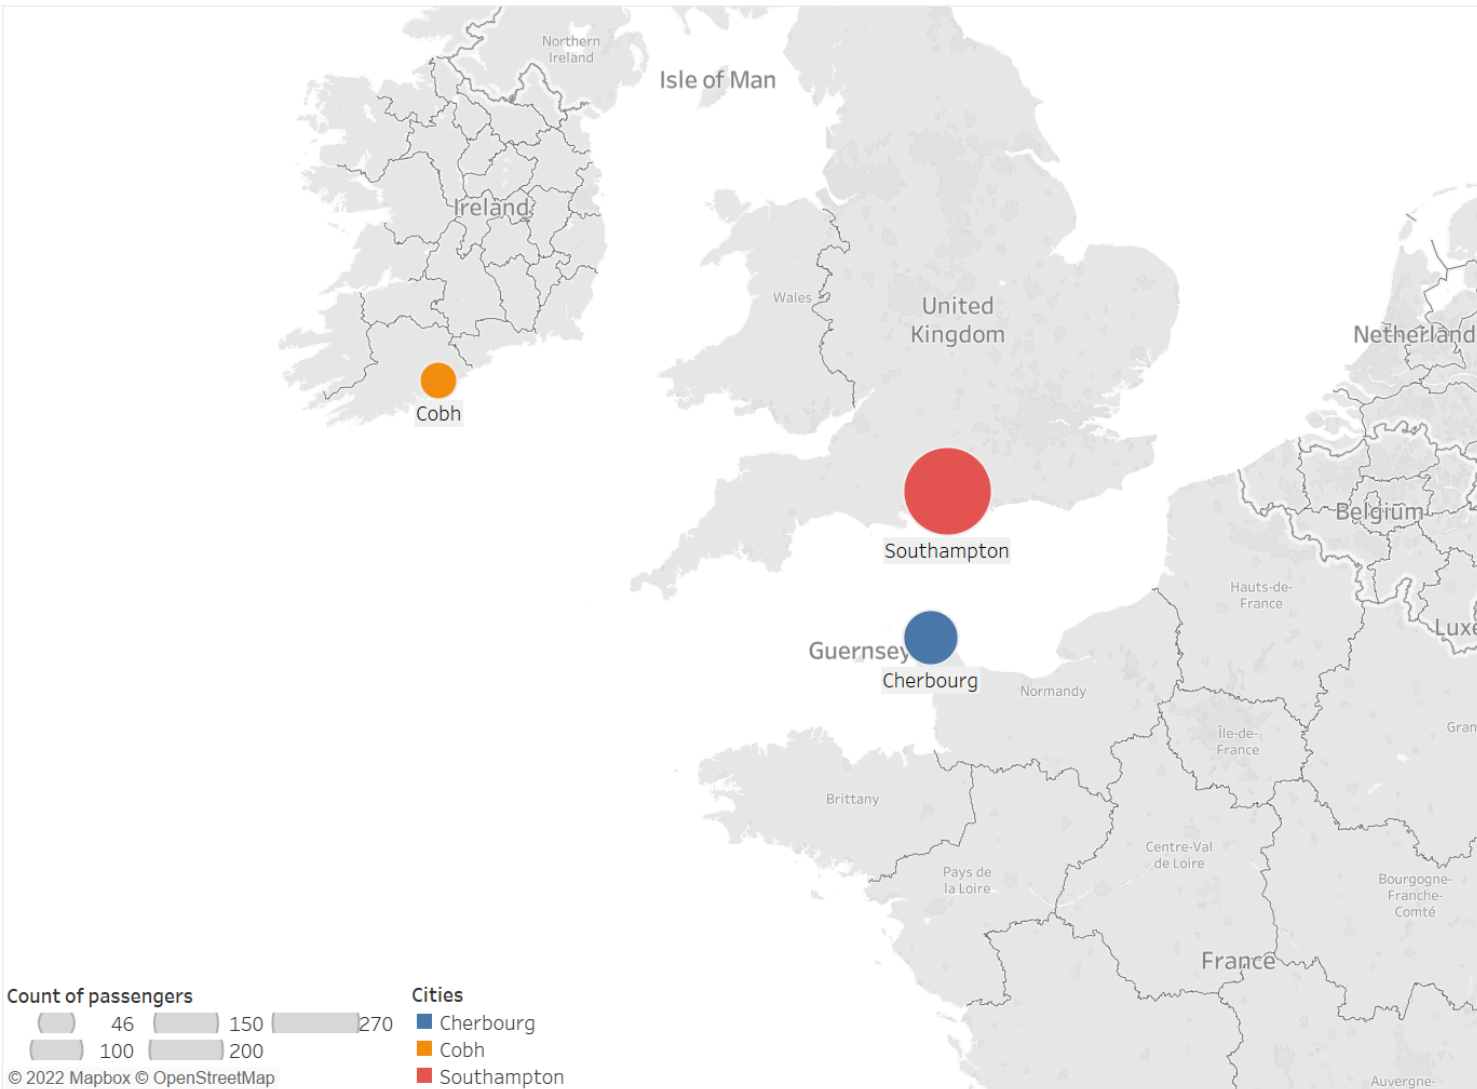 Northern
Ireland
Isle of Man
Ireland
Wales
United
Kingdom
Netherland
Cobh
Southampton
Belgium
Hauts-de-
France
Luxe
Guernsey
Cherbourg
Normandy
Île-de-
France
Gran
Brittany
Centre-Val
de Loire
Pays de
la Loire
Bourgogne-
Franche-
Comté
France
Auvergne-
Count of passengers
46 150 270
100 200
Cities
Cherbourg
Cobh
Southampton
© 2022 Mapbox © OpenStreetMap